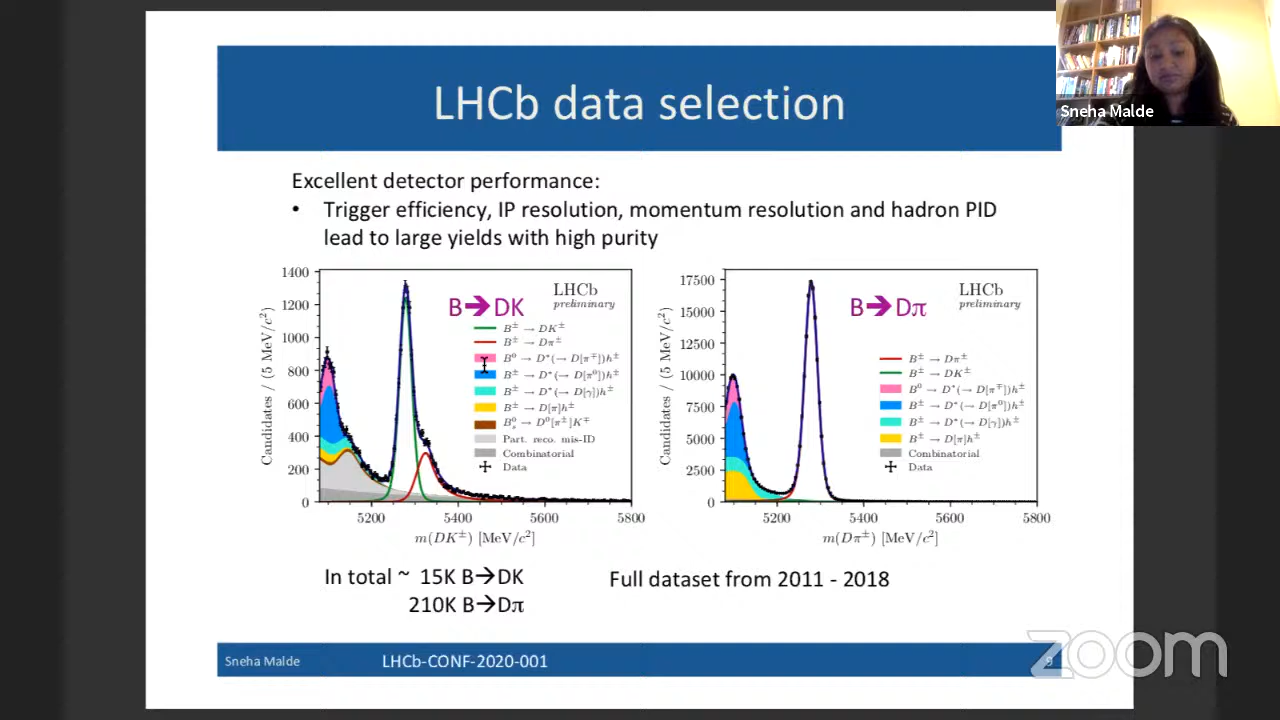 LHCb data selection
Sneha Malde
Excellent detector performance:
• Trigger efficiency, IP resolution, momentum resolution and hadron PID
lead to large yields with high purity
1400
1200
1000
800
600
400
200
0
Candidates / (5 MeV/c²)
B➔DK
LHCb
preliminary
B± → DK±
B± → Dπ±
B⁰ → D*(→ D[π∓])h±
B± → D*(→ D[π⁰])h±
B± → D*(→ D[γ])h±
B± → D[π]h±
B⁰ₛ → D⁰[π±]K∓
Part. reco. mis-ID
Combinatorial
Data
5200 5400 5600 5800
m(DK±) [MeV/c²]
17500
15000
12500
10000
7500
5000
2500
0
Candidates / (5 MeV/c²)
B➔Dπ
LHCb
preliminary
B± → Dπ±
B± → DK±
B⁰ → D*(→ D[π∓])h±
B± → D*(→ D[π⁰])h±
B± → D*(→ D[γ])h±
B± → D[π]h±
Combinatorial
Data
5200 5400 5600 5800
m(Dπ±) [MeV/c²]
In total ~ 15K B→DK
210K B→Dπ
Full dataset from 2011 - 2018
Sneha Malde
LHCb-CONF-2020-001
9
zoom